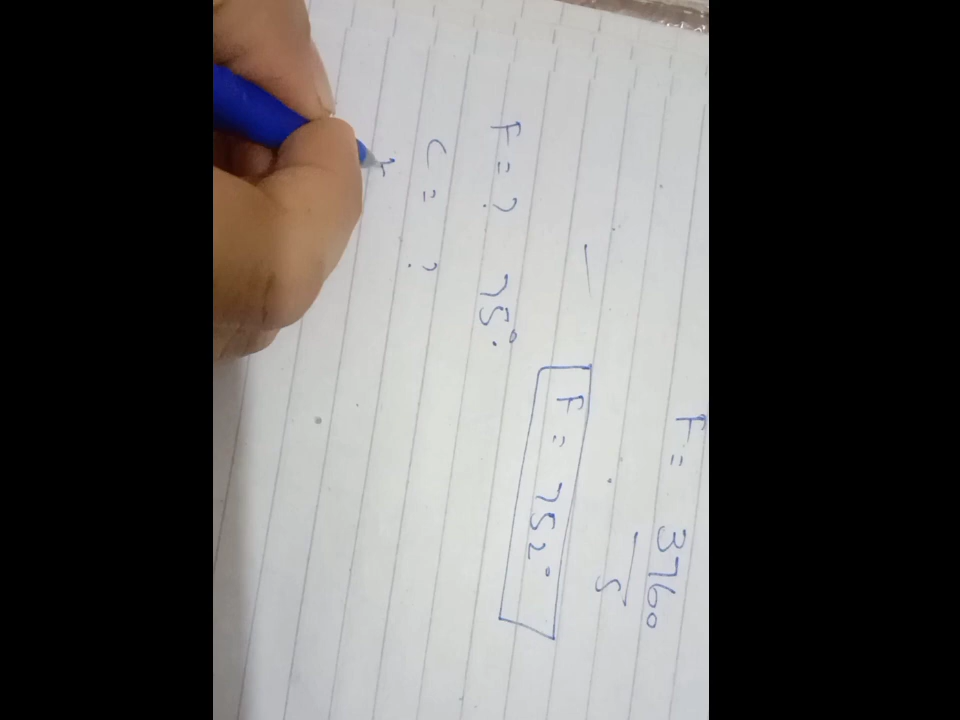 F = 3760
5
F = 752°
F = ? 75°.
C = ?